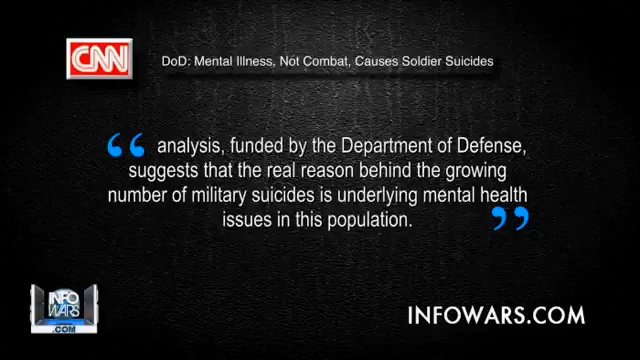 CNN
DoD: Mental Illness, Not Combat, Causes Soldier Suicides
“ analysis, funded by the Department of Defense,
suggests that the real reason behind the growing
number of military suicides is underlying mental health
issues in this population. ”
INFO
WARS
.COM
INFOWARS.COM